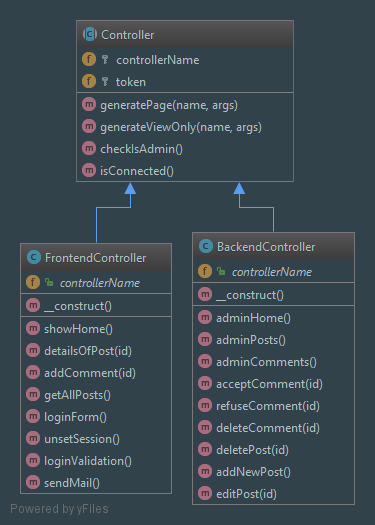 Controller
controllerName
token
generatePage(name, args)
generateViewOnly(name, args)
checkIsAdmin()
isConnected()
FrontendController
controllerName
__construct()
showHome()
detailsOfPost(id)
addComment(id)
getAllPosts()
loginForm()
unsetSession()
loginValidation()
sendMail()
BackendController
controllerName
__construct()
adminHome()
adminPosts()
adminComments()
acceptComment(id)
refuseComment(id)
deleteComment(id)
deletePost(id)
addNewPost()
editPost(id)
Powered by yFiles